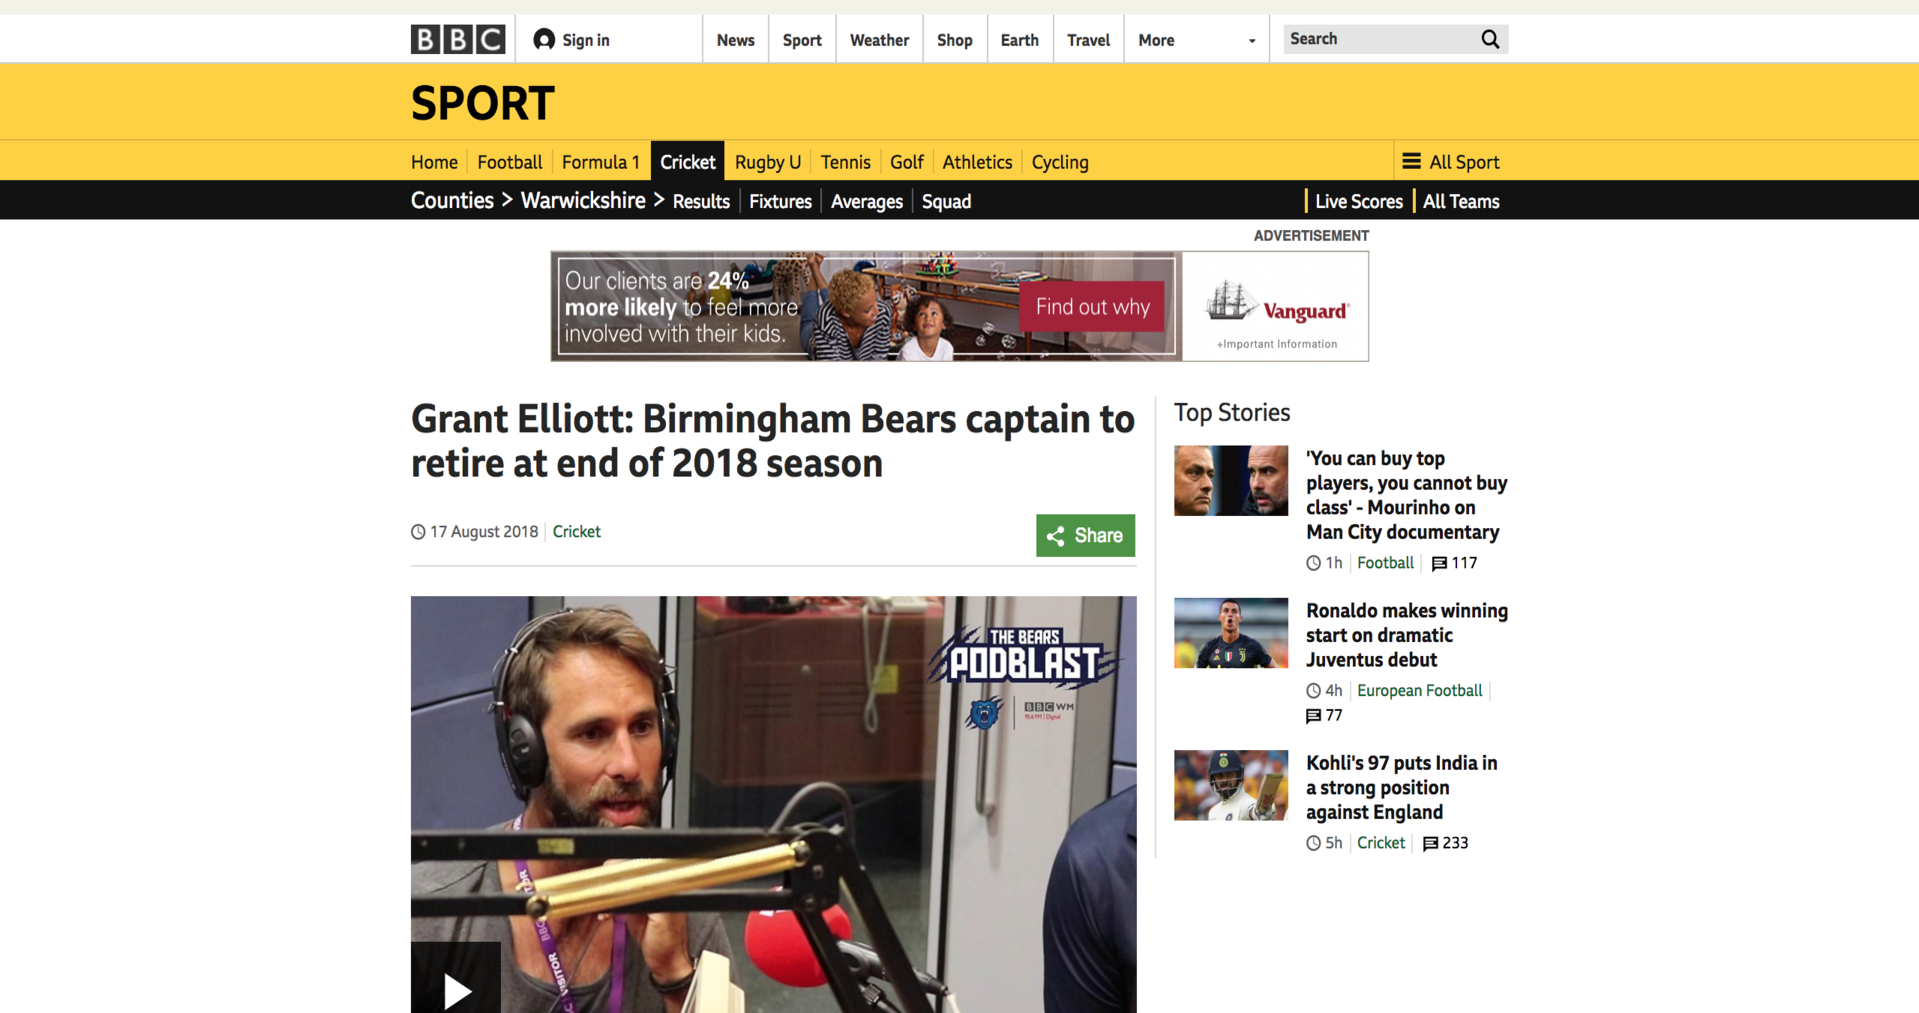 BBC
Sign in
News
Sport
Weather
Shop
Earth
Travel
More
Search
SPORT
Home
Football
Formula 1
Cricket
Rugby U
Tennis
Golf
Athletics
Cycling
All Sport
Counties > Warwickshire > Results
Fixtures
Averages
Squad
Live Scores
All Teams
ADVERTISEMENT
Our clients are 24%
more likely to feel more
involved with their kids.
Find out why
Vanguard®
+Important Information
Grant Elliott: Birmingham Bears captain to
retire at end of 2018 season
17 August 2018
Cricket
Share
THE BEARS
PODBLAST
BBC WM
95.6 FM | Digital
VISITOR
Top Stories
'You can buy top
players, you cannot buy
class' - Mourinho on
Man City documentary
1h
Football
117
Ronaldo makes winning
start on dramatic
Juventus debut
4h
European Football
77
Kohli's 97 puts India in
a strong position
against England
5h
Cricket
233